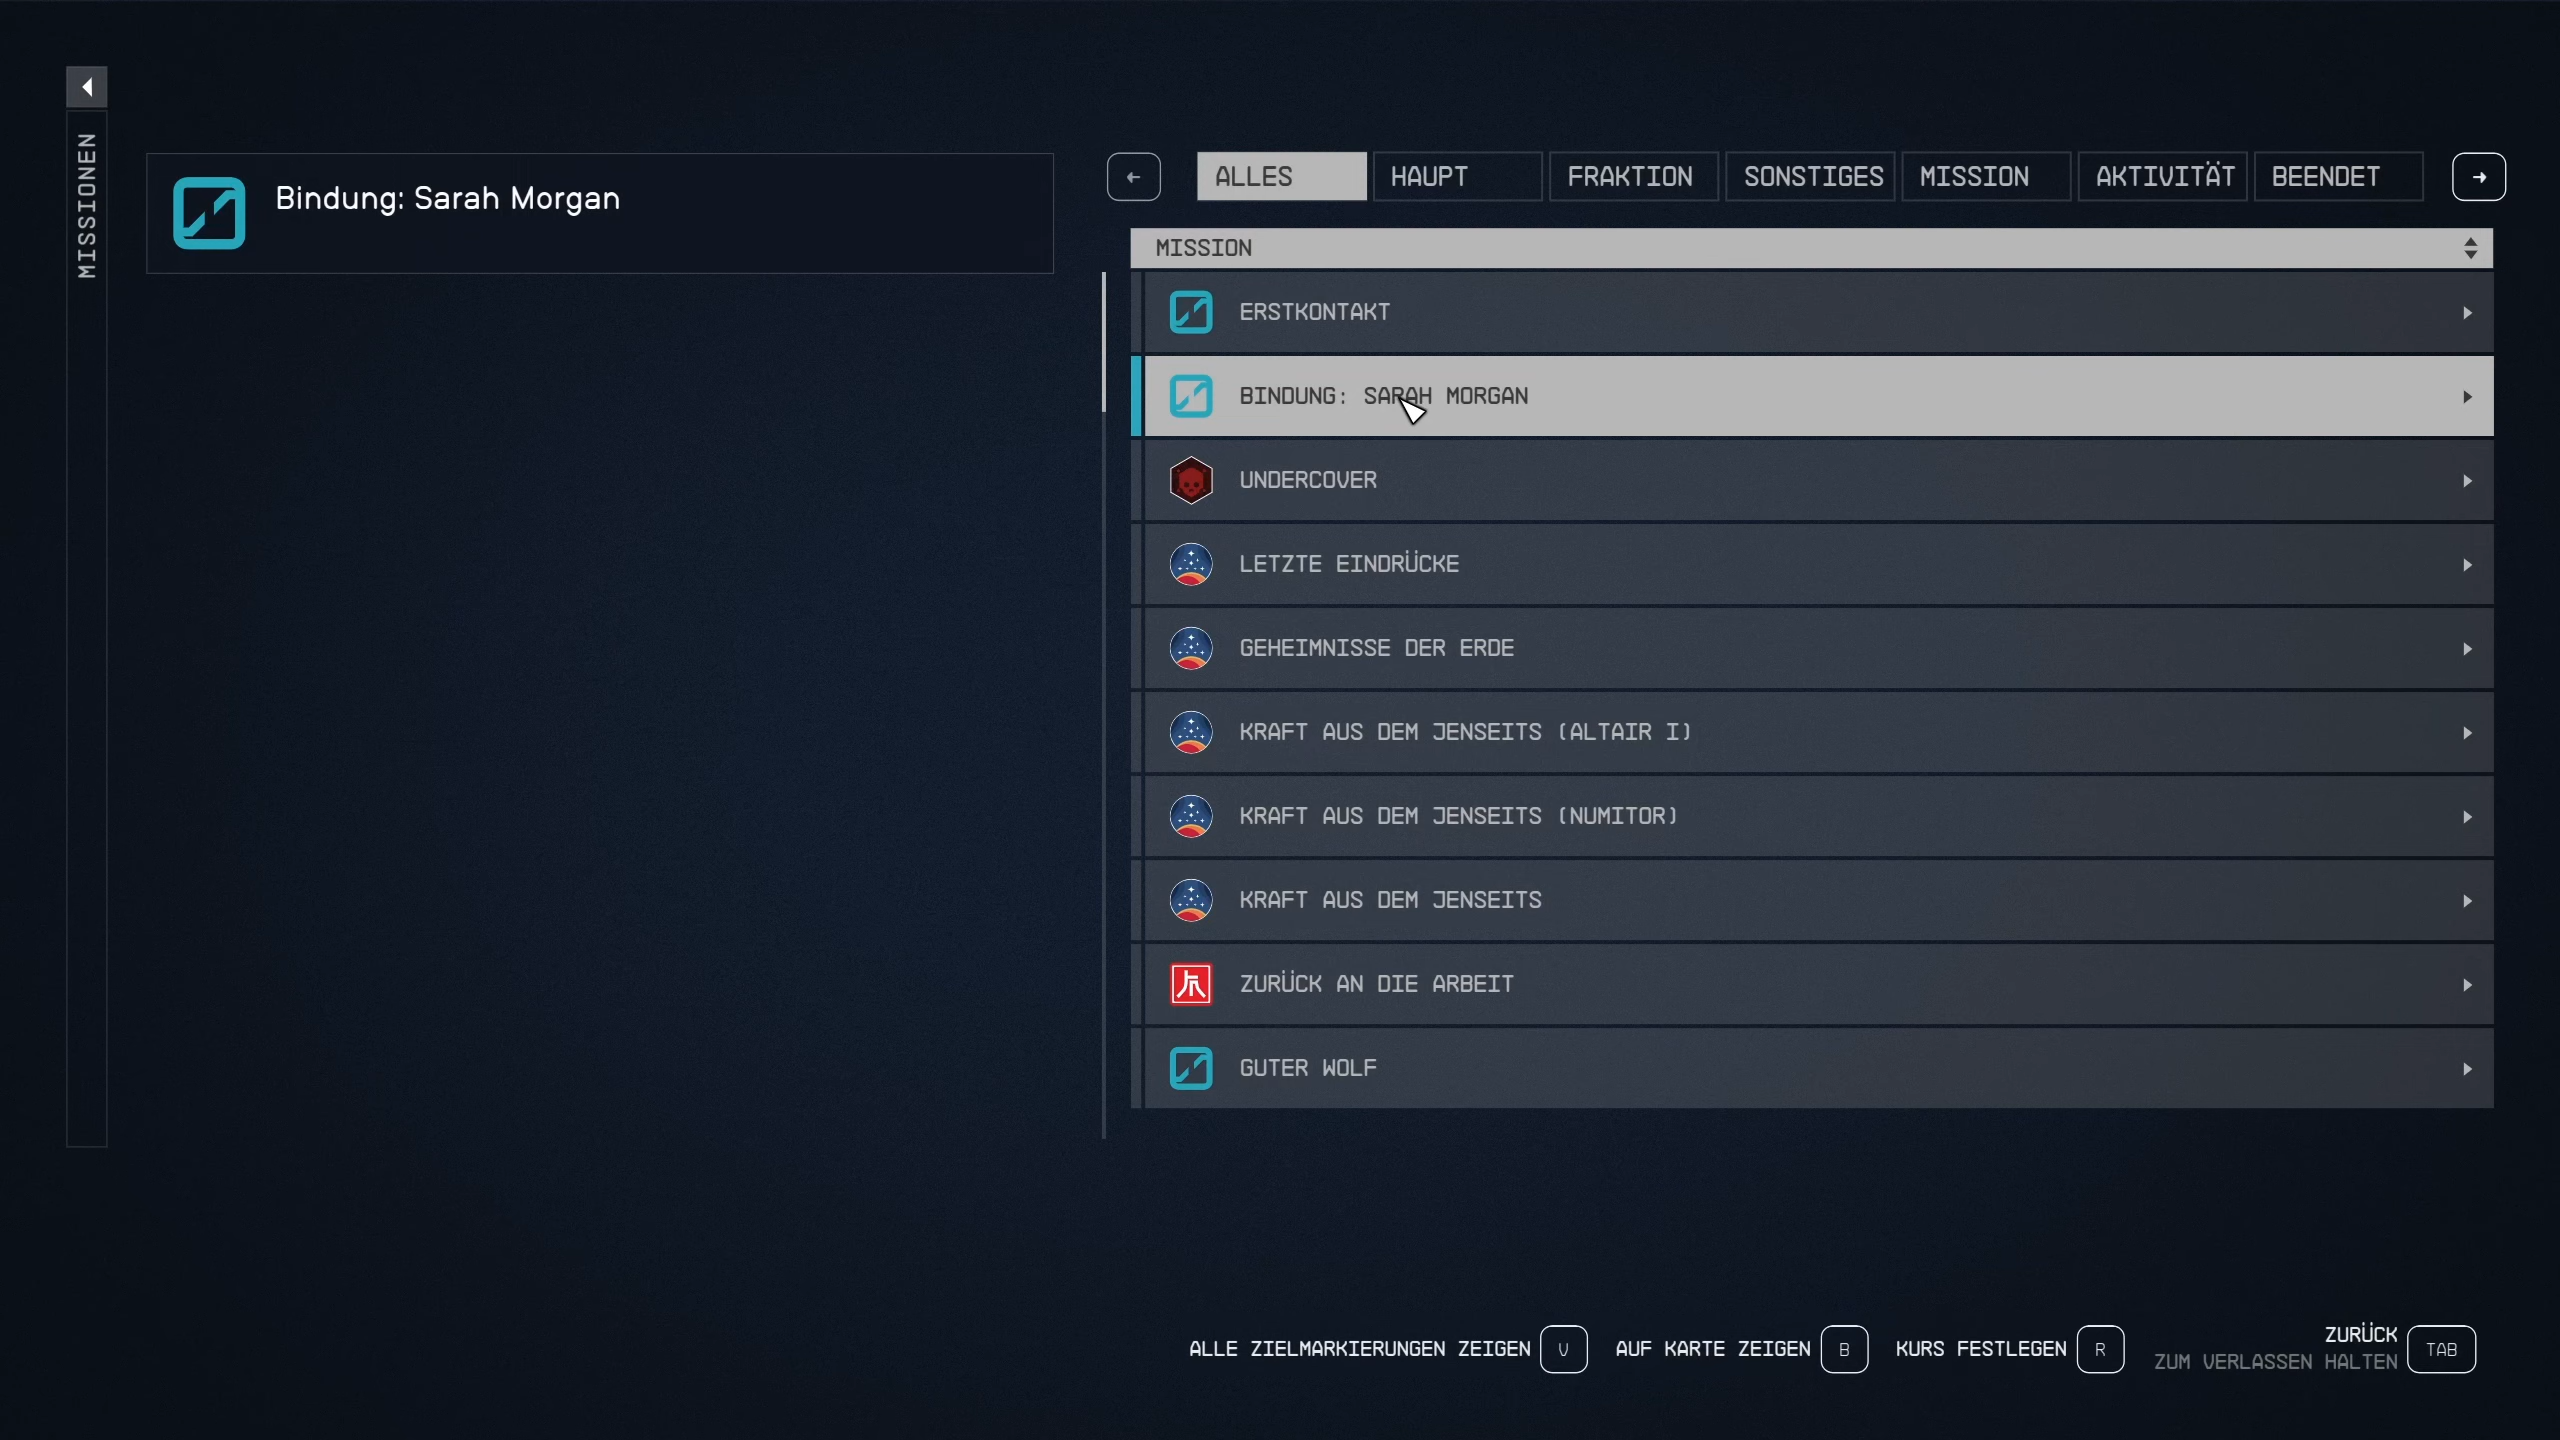 MISSIONEN
Bindung: Sarah Morgan
ALLES HAUPT FRAKTION SONSTIGES MISSION AKTIVITÄT BEENDET
MISSION
ERSTKONTAKT
BINDUNG: SARAH MORGAN
UNDERCOVER
LETZTE EINDRÜCKE
GEHEIMNISSE DER ERDE
KRAFT AUS DEM JENSEITS (ALTAIR I)
KRAFT AUS DEM JENSEITS (NUMITOR)
KRAFT AUS DEM JENSEITS
ZURÜCK AN DIE ARBEIT
GUTER WOLF
ALLE ZIELMARKIERUNGEN ZEIGEN V AUF KARTE ZEIGEN B KURS FESTLEGEN R ZURÜCK TAB
ZUM VERLASSEN HALTEN